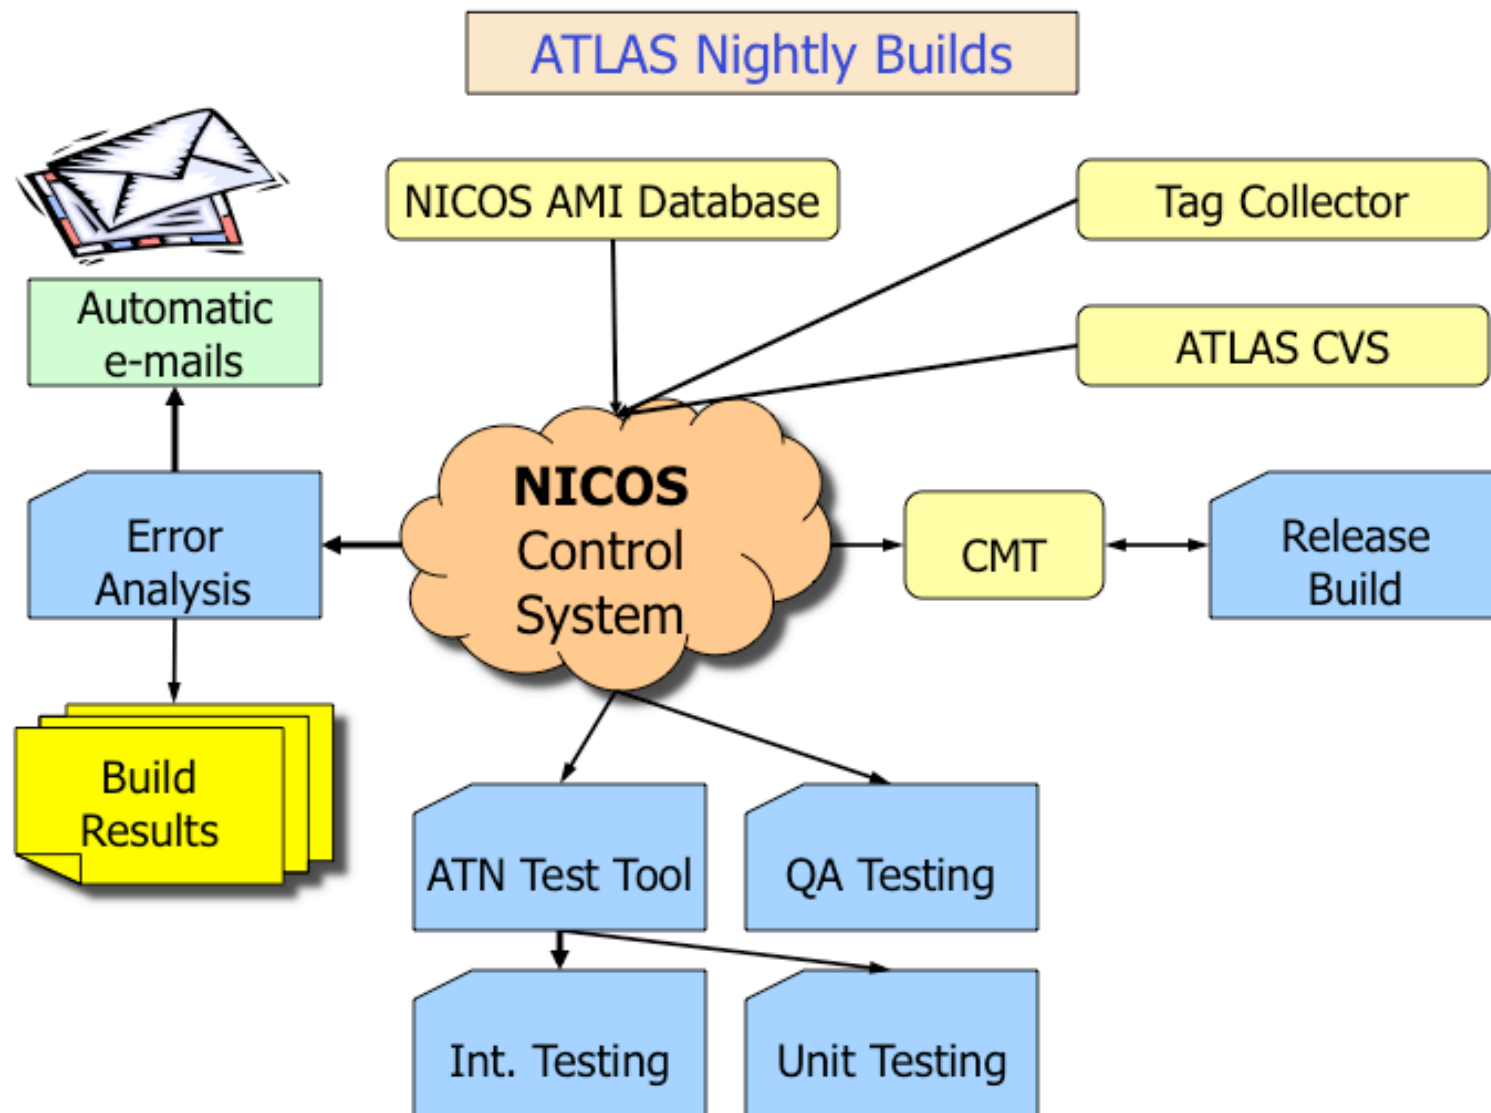 ATLAS Nightly Builds
NICOS AMI Database
Tag Collector
Automatic
e-mails
ATLAS CVS
NICOS
Control
System
Error
Analysis
CMT
Release
Build
Build
Results
ATN Test Tool
QA Testing
Int. Testing
Unit Testing